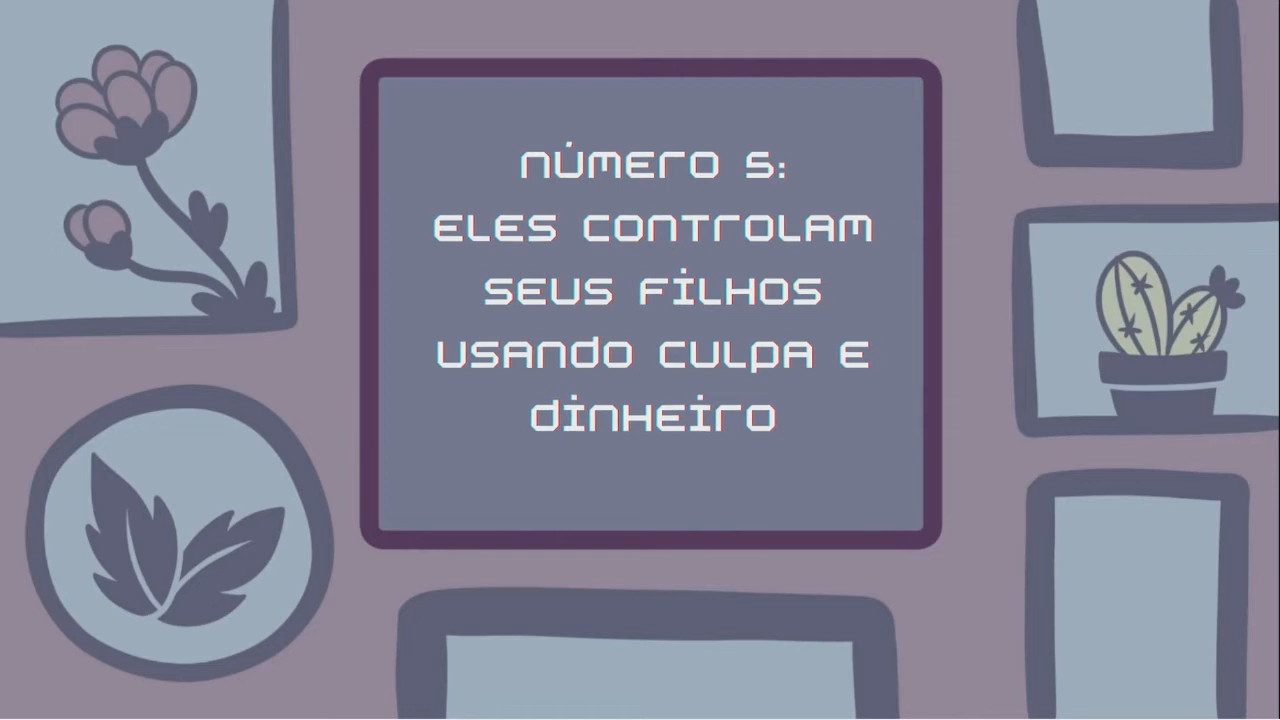 NÚMERO 5:
ELES CONTROLAM
SEUS FILHOS
USANDO CULPA E
DINHEIRO